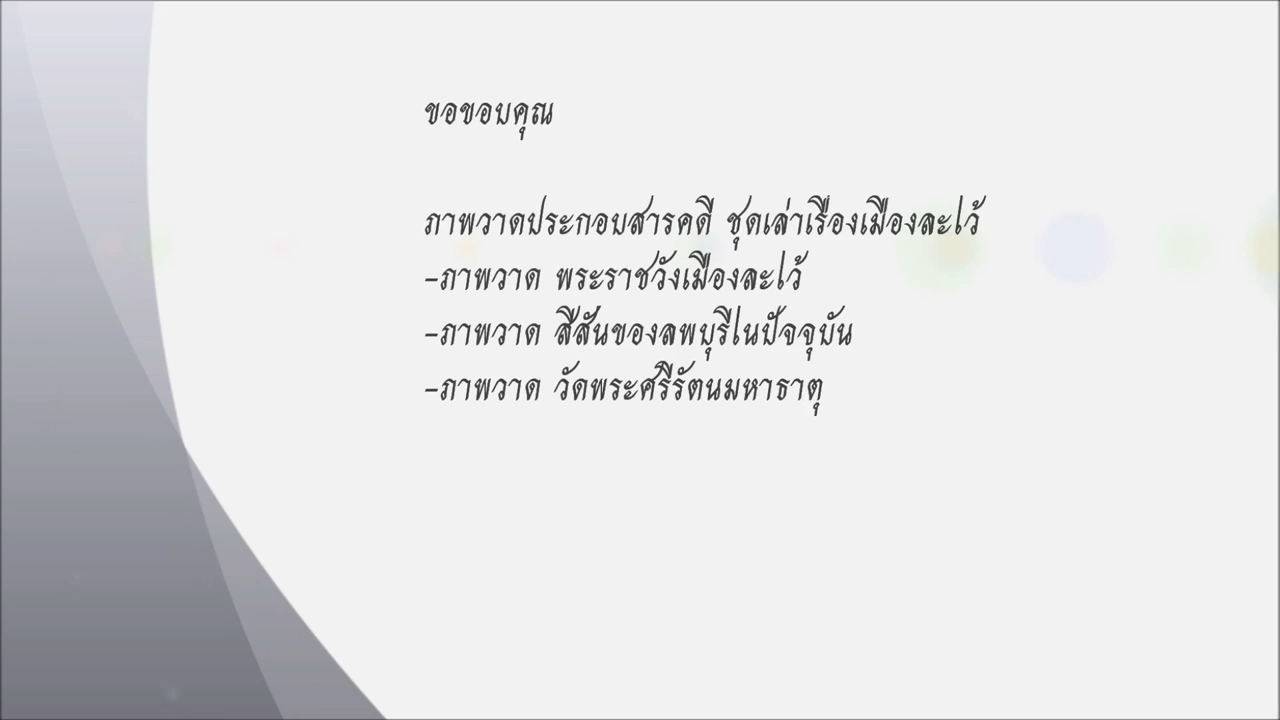 ขอขอบคุณ
ภาพวาดประกอบสารคดี ชุดเล่าเรื่องเมืองละโว้
-ภาพวาด พระราชวังเมืองละโว้
-ภาพวาด สีสันของลพบุรีในปัจจุบัน
-ภาพวาด วัดพระศรีรัตนมหาธาตุ